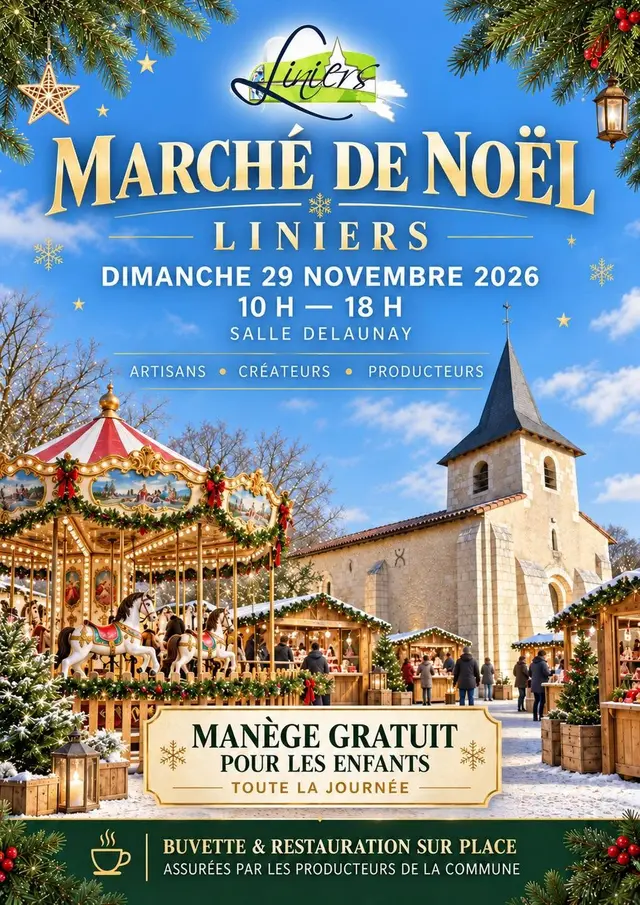 Liniers
MARCHÉ DE NOËL
LINIERS
DIMANCHE 29 NOVEMBRE 2026
10 H — 18 H
SALLE DELAUNAY
ARTISANS • CRÉATEURS • PRODUCTEURS
MANÈGE GRATUIT
POUR LES ENFANTS
TOUTE LA JOURNÉE
BUVETTE & RESTAURATION SUR PLACE
ASSURÉES PAR LES PRODUCTEURS DE LA COMMUNE